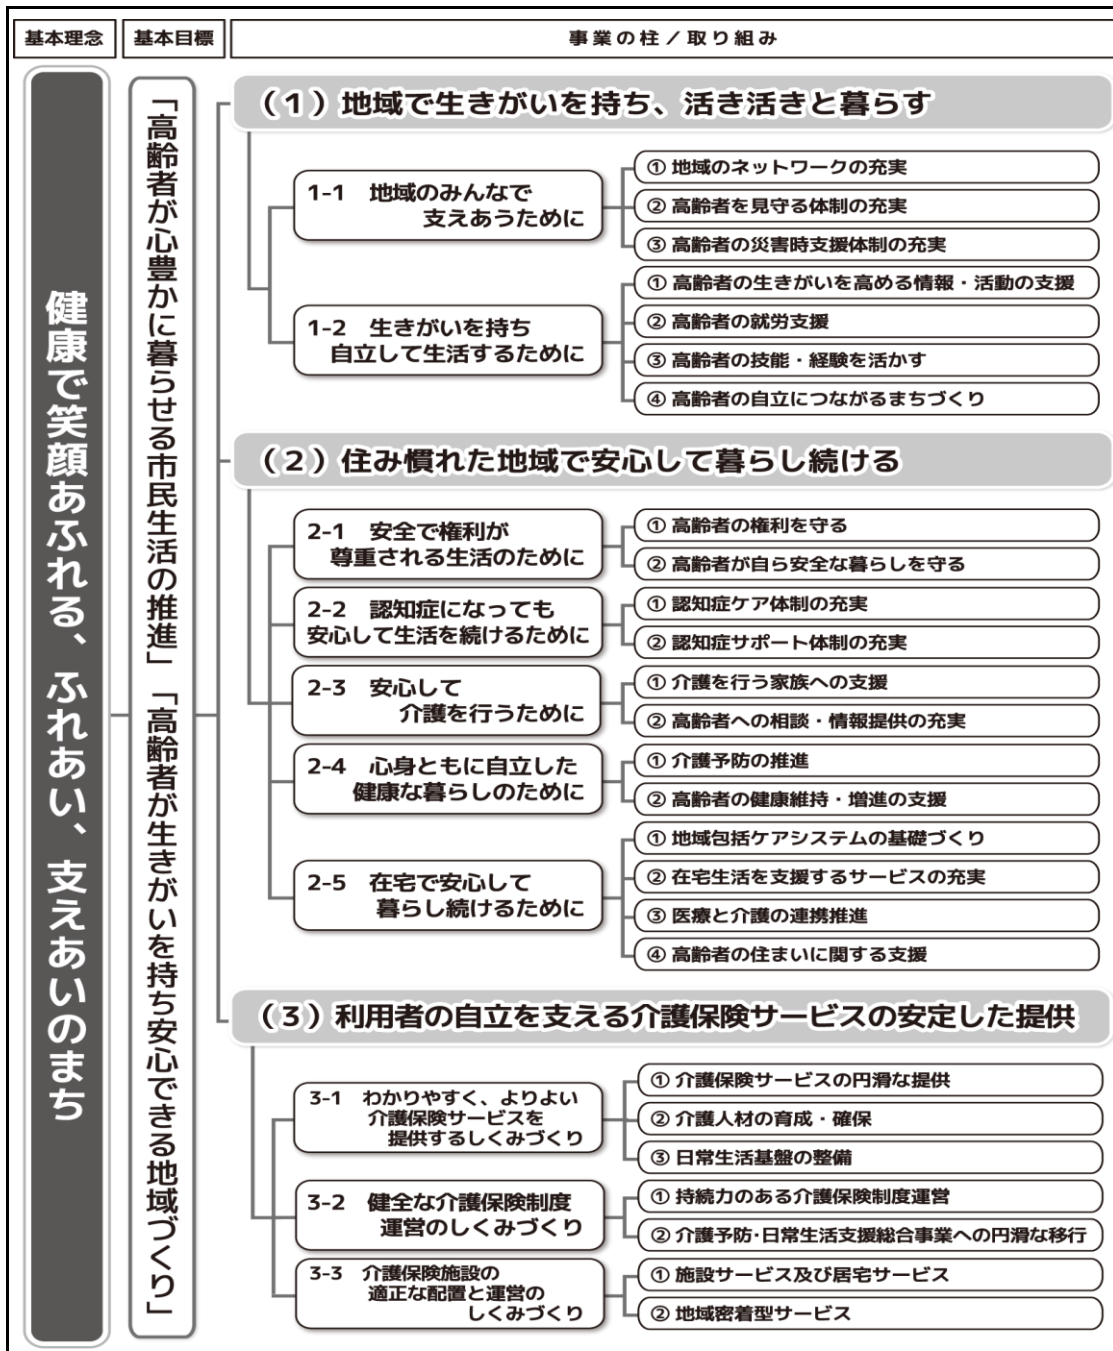 基本理念
基本目標
事業の柱／取り組み
健康で笑顔あふれる、ふれあい、支えあいのまち
「高齢者が心豊かに暮らせる市民生活の推進」「高齢者が生きがいを持ち安心できる地域づくり」
（１）地域で生きがいを持ち、活き活きと暮らす
1-1　地域のみんなで
支えあうために
① 地域のネットワークの充実
② 高齢者を見守る体制の充実
③ 高齢者の災害時支援体制の充実
1-2　生きがいを持ち
自立して生活するために
① 高齢者の生きがいを高める情報・活動の支援
② 高齢者の就労支援
③ 高齢者の技能・経験を活かす
④ 高齢者の自立につながるまちづくり
（２）住み慣れた地域で安心して暮らし続ける
2-1　安全で権利が
尊重される生活のために
① 高齢者の権利を守る
② 高齢者が自ら安全な暮らしを守る
2-2　認知症になっても
安心して生活を続けるために
① 認知症ケア体制の充実
② 認知症サポート体制の充実
2-3　安心して
介護を行うために
① 介護を行う家族への支援
② 高齢者への相談・情報提供の充実
2-4　心身ともに自立した
健康な暮らしのために
① 介護予防の推進
② 高齢者の健康維持・増進の支援
2-5　在宅で安心して
暮らし続けるために
① 地域包括ケアシステムの基礎づくり
② 在宅生活を支援するサービスの充実
③ 医療と介護の連携推進
④ 高齢者の住まいに関する支援
（３）利用者の自立を支える介護保険サービスの安定した提供
3-1　わかりやすく、よりよい
介護保険サービスを
提供するしくみづくり
① 介護保険サービスの円滑な提供
② 介護人材の育成・確保
③ 日常生活基盤の整備
3-2　健全な介護保険制度
運営のしくみづくり
① 持続力のある介護保険制度運営
② 介護予防・日常生活支援総合事業への円滑な移行
3-3　介護保険施設の
適正な配置と運営の
しくみづくり
① 施設サービス及び居宅サービス
② 地域密着型サービス